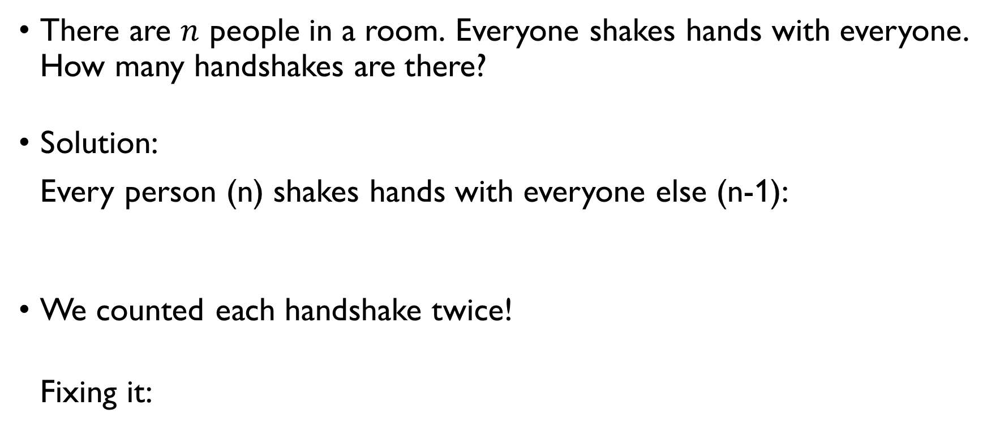 • There are n people in a room. Everyone shakes hands with everyone.
How many handshakes are there?
• Solution:
Every person (n) shakes hands with everyone else (n-1):
• We counted each handshake twice!
Fixing it: